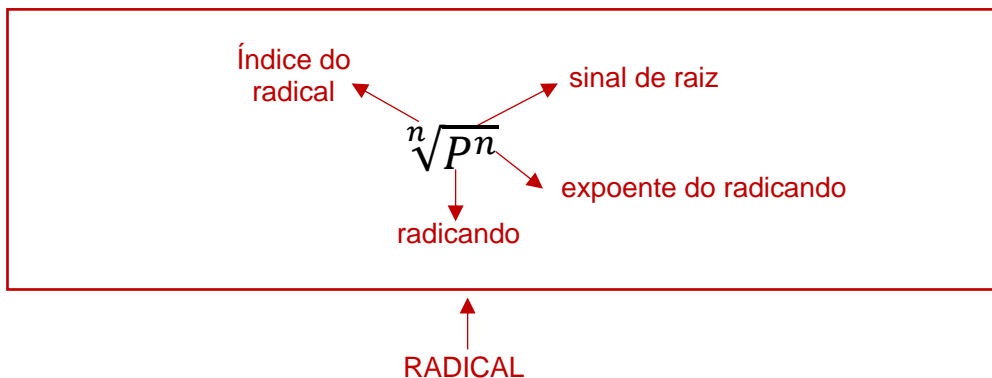 Índice do
radical
sinal de raiz
ⁿ√Pⁿ
expoente do radicando
radicando
RADICAL